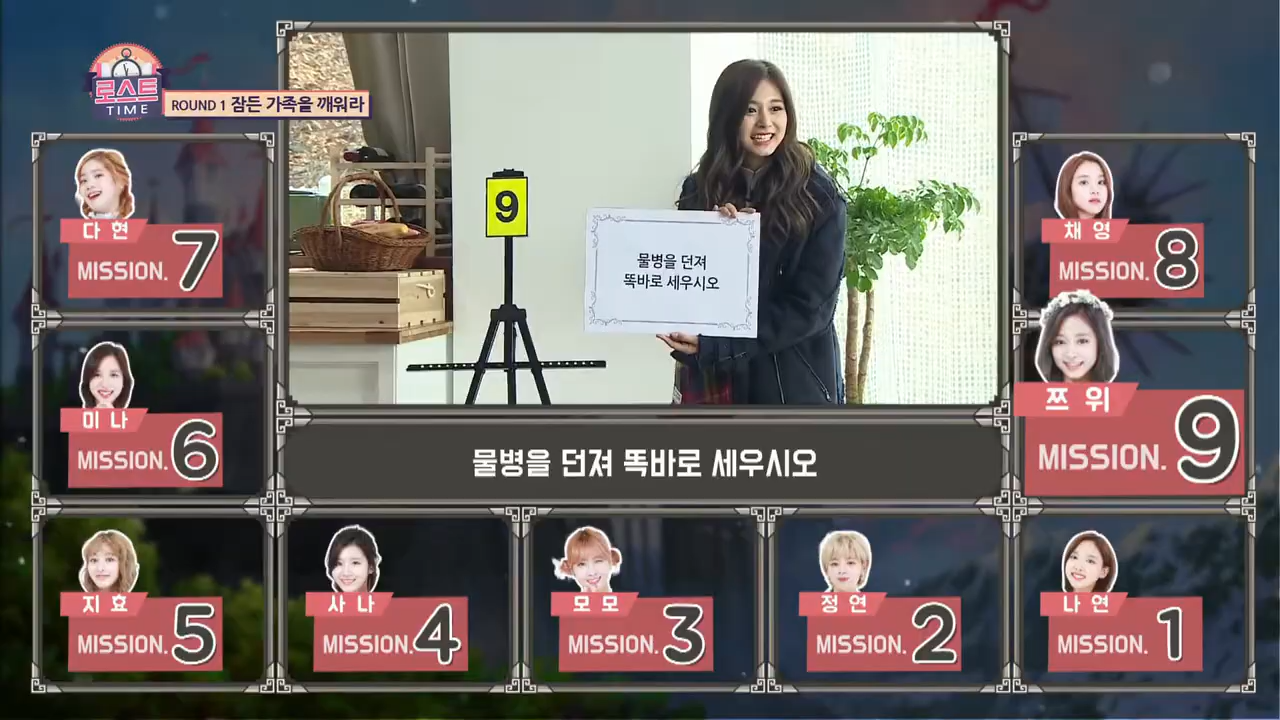 로스트
TIME
ROUND 1 잠든 가족을 깨워라
9
물병을 던져
똑바로 세우시오
다현
MISSION. 7
채영
MISSION. 8
미나
MISSION. 6
쯔위
MISSION. 9
물병을 던져 똑바로 세우시오
지효
MISSION. 5
사나
MISSION. 4
모모
MISSION. 3
정연
MISSION. 2
나연
MISSION. 1